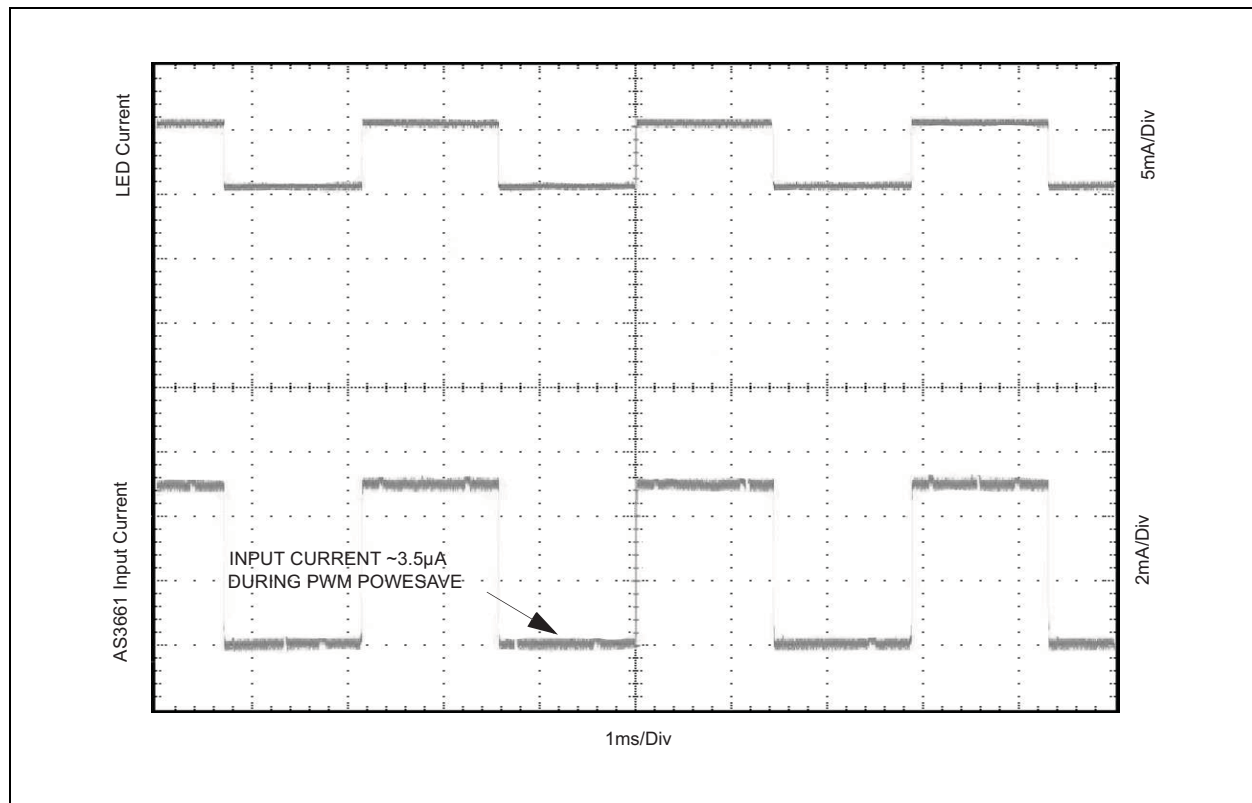 LED Current
5mA/Div
AS3661 Input Current
INPUT CURRENT ~3.5µA
DURING PWM POWESAVE
2mA/Div
1ms/Div